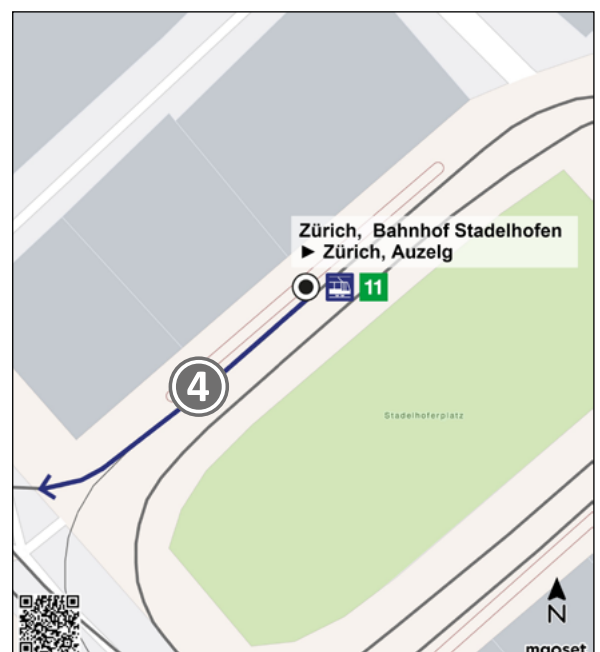 Zürich, Bahnhof Stadelhofen
► Zürich, Auzelg
11
4
Stadelhoferplatz
N
mgoset